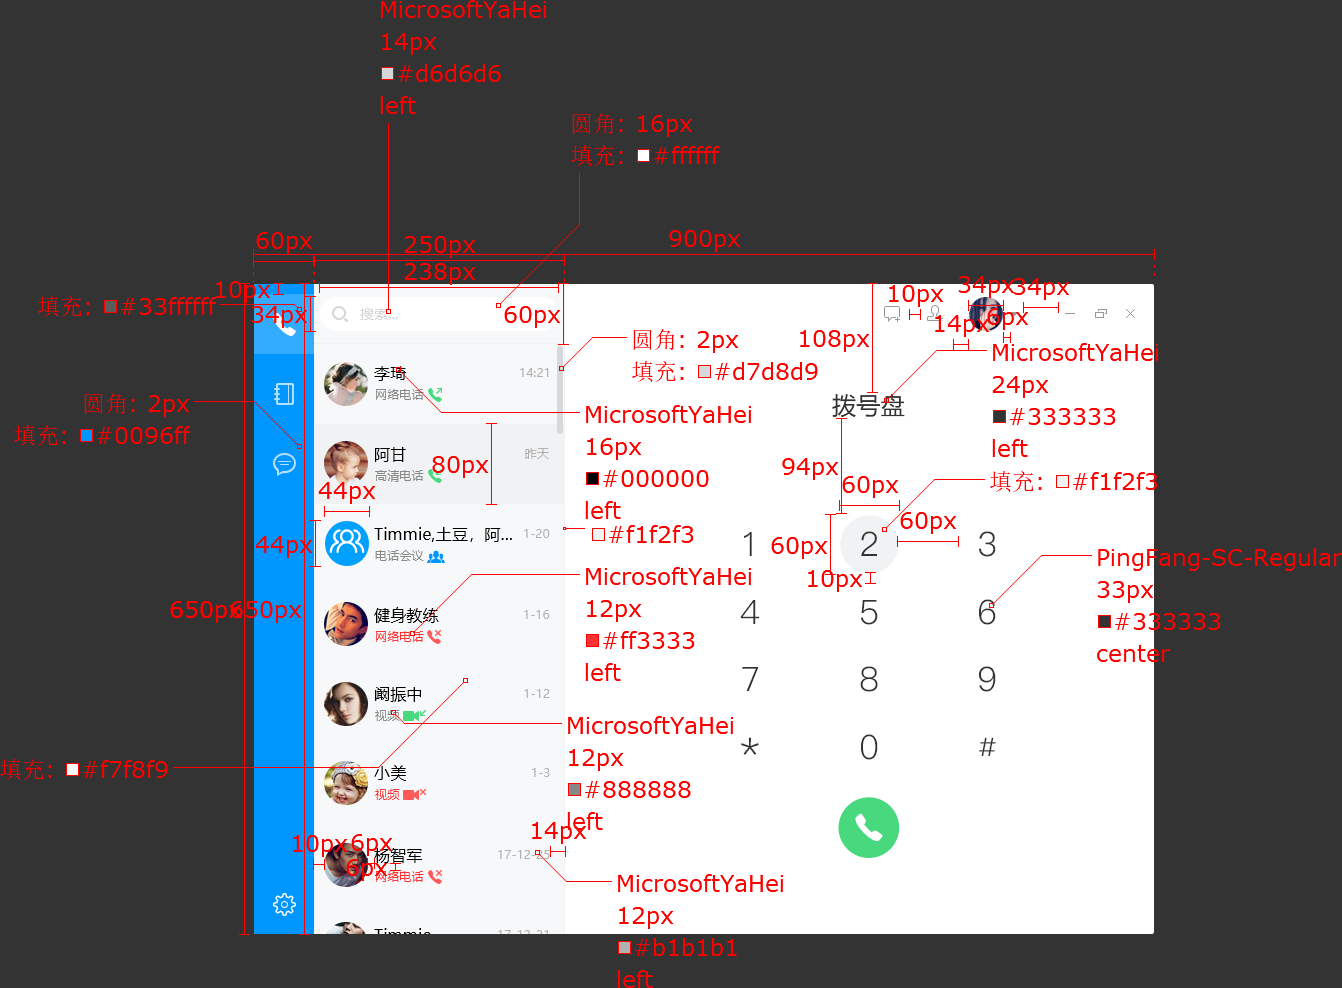 MicrosoftYaHei
14px
#d6d6d6
left
圆角: 16px
填充: #ffffff
60px
250px
900px
238px
填充: #33ffffff
10px
34px
搜索...
60px
10px
34px
34px
14px
6px
108px
圆角: 2px
填充: #d7d8d9
MicrosoftYaHei
24px
#333333
left
圆角: 2px
填充: #0096ff
李琦
14:21
网络电话
MicrosoftYaHei
16px
#000000
left
拨号盘
阿甘
昨天
高清电话
80px
44px
94px
60px
填充: #f1f2f3
60px
60px
10px
44px
Timmie,土豆，阿...
1-20
电话会议
#f1f2f3
1
2
3
PingFang-SC-Regular
33px
#333333
center
MicrosoftYaHei
12px
#ff3333
left
650px
650px
健身教练
1-16
网络电话
4
5
6
阚振中
1-12
视频
7
8
9
MicrosoftYaHei
12px
#888888
left
填充: #f7f8f9
小美
1-3
视频
*
0
#
10px
6px
6px
14px
杨智军
17-12-25
网络电话
MicrosoftYaHei
12px
#b1b1b1
left
Timmie
17-12-21